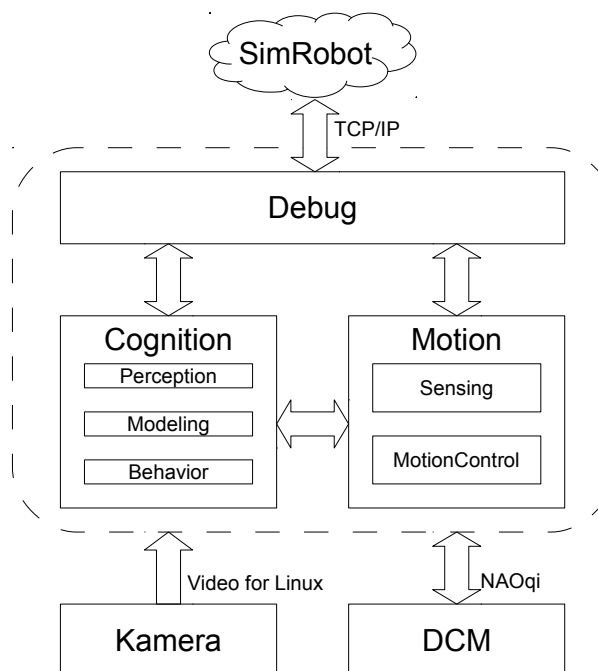 SimRobot
TCP/IP
Debug
Cognition
Perception
Modeling
Behavior
Motion
Sensing
MotionControl
Video for Linux
NAOqi
Kamera
DCM